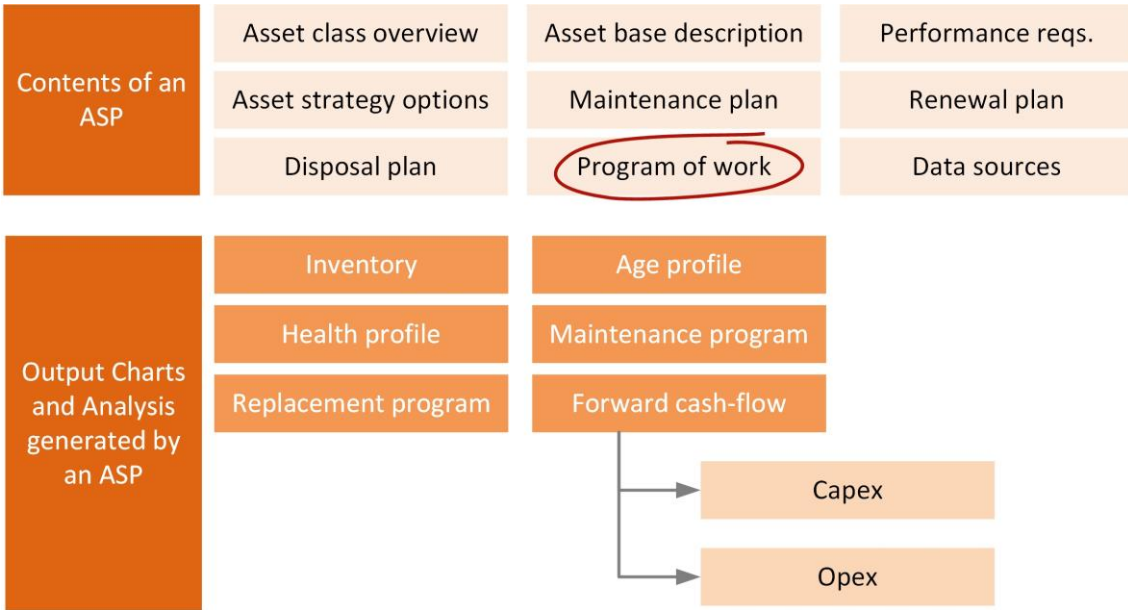 Contents of an
ASP
Asset class overview
Asset base description
Performance reqs.
Asset strategy options
Maintenance plan
Renewal plan
Disposal plan
Program of work
Data sources
Output Charts
and Analysis
generated by
an ASP
Inventory
Age profile
Health profile
Maintenance program
Replacement program
Forward cash-flow
Capex
Opex